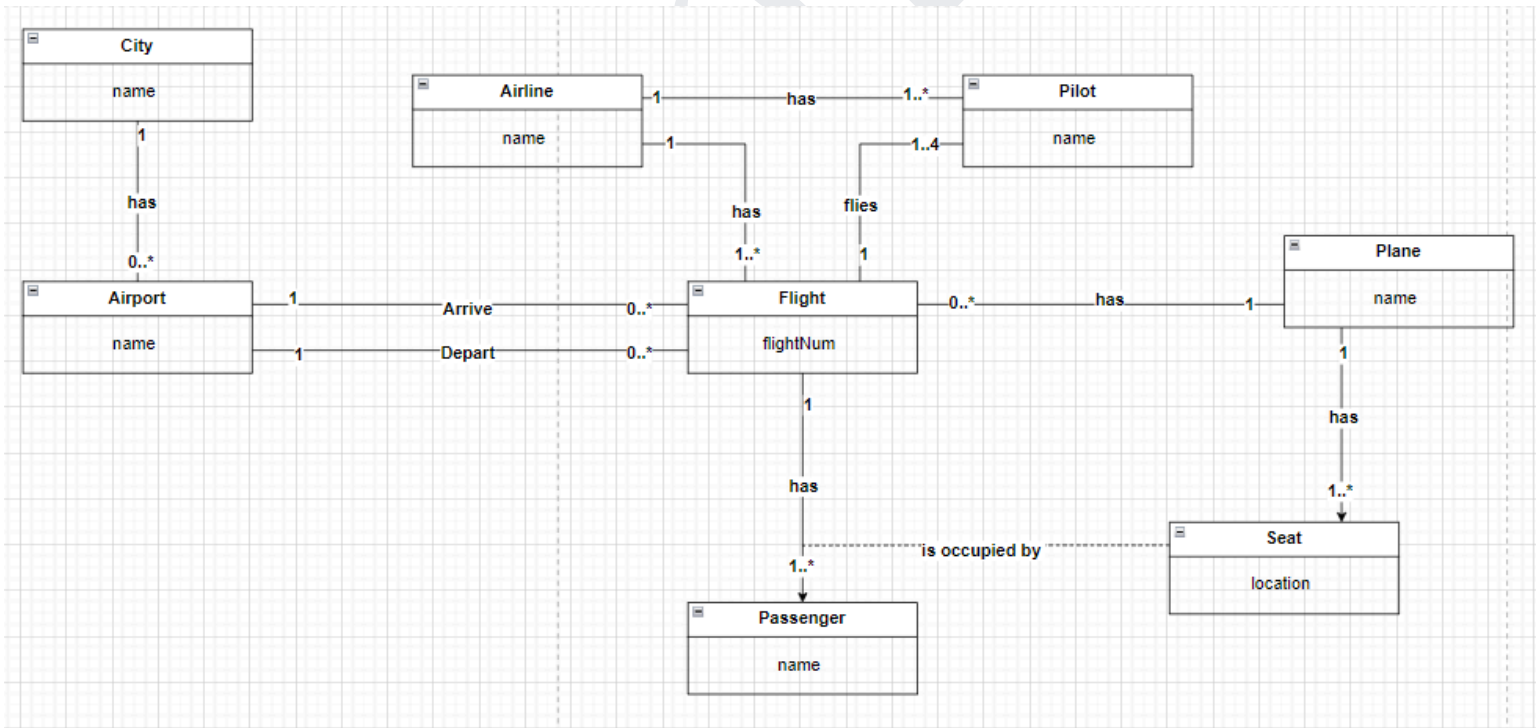 City
name
1
has
0..*
Airline
name
1
has
1..*
Pilot
name
1
has
1..*
1..4
flies
1
Airport
name
1
Arrive
0..*
1
Depart
0..*
Flight
flightNum
0..*
has
1
Plane
name
1
has
1..*
1
has
1..*
is occupied by
Seat
location
Passenger
name